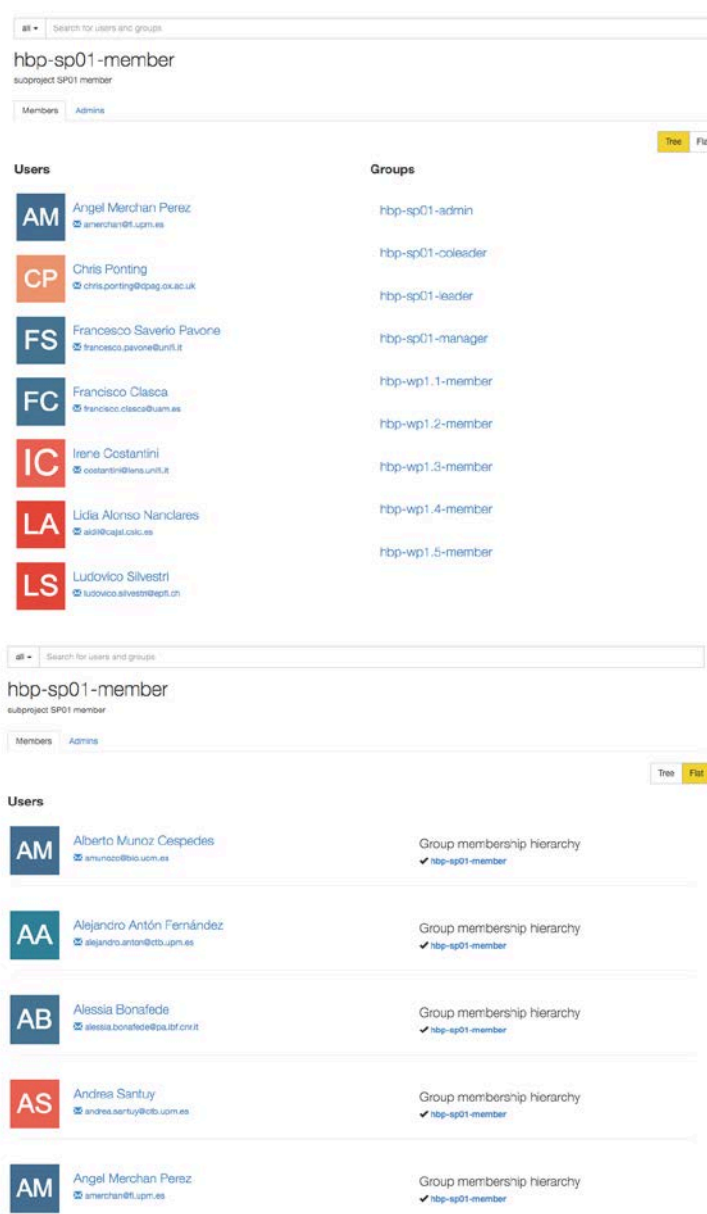 all
Search for users and groups
hbp-sp01-member
subproject SP01 member
Members Admins
Tree Fla
Users
Groups
AM
Angel Merchan Perez
amerchan@fi.upm.es
CP
Chris Ponting
chris.ponting@dpag.ox.ac.uk
FS
Francesco Saverio Pavone
francesco.pavone@unifi.it
FC
Francisco Clasca
francisco.clasca@uam.es
IC
Irene Costantini
costantini@lens.unifi.it
LA
Lidia Alonso Nanclares
aidil@cajal.csic.es
LS
Ludovico Silvestri
ludovico.silvestri@epfl.ch
hbp-sp01-admin
hbp-sp01-coleader
hbp-sp01-leader
hbp-sp01-manager
hbp-wp1.1-member
hbp-wp1.2-member
hbp-wp1.3-member
hbp-wp1.4-member
hbp-wp1.5-member
all
Search for users and groups
hbp-sp01-member
subproject SP01 member
Members Admins
Tree Flat
Users
AM
Alberto Munoz Cespedes
amunozc@bio.ucm.es
Group membership hierarchy
hbp-sp01-member
AA
Alejandro Antón Fernández
alejandro.anton@ctb.upm.es
Group membership hierarchy
hbp-sp01-member
AB
Alessia Bonafede
alessia.bonafede@pa.ibf.cnr.it
Group membership hierarchy
hbp-sp01-member
AS
Andrea Santuy
andrea.santuy@ctb.upm.es
Group membership hierarchy
hbp-sp01-member
AM
Angel Merchan Perez
amerchan@fi.upm.es
Group membership hierarchy
hbp-sp01-member